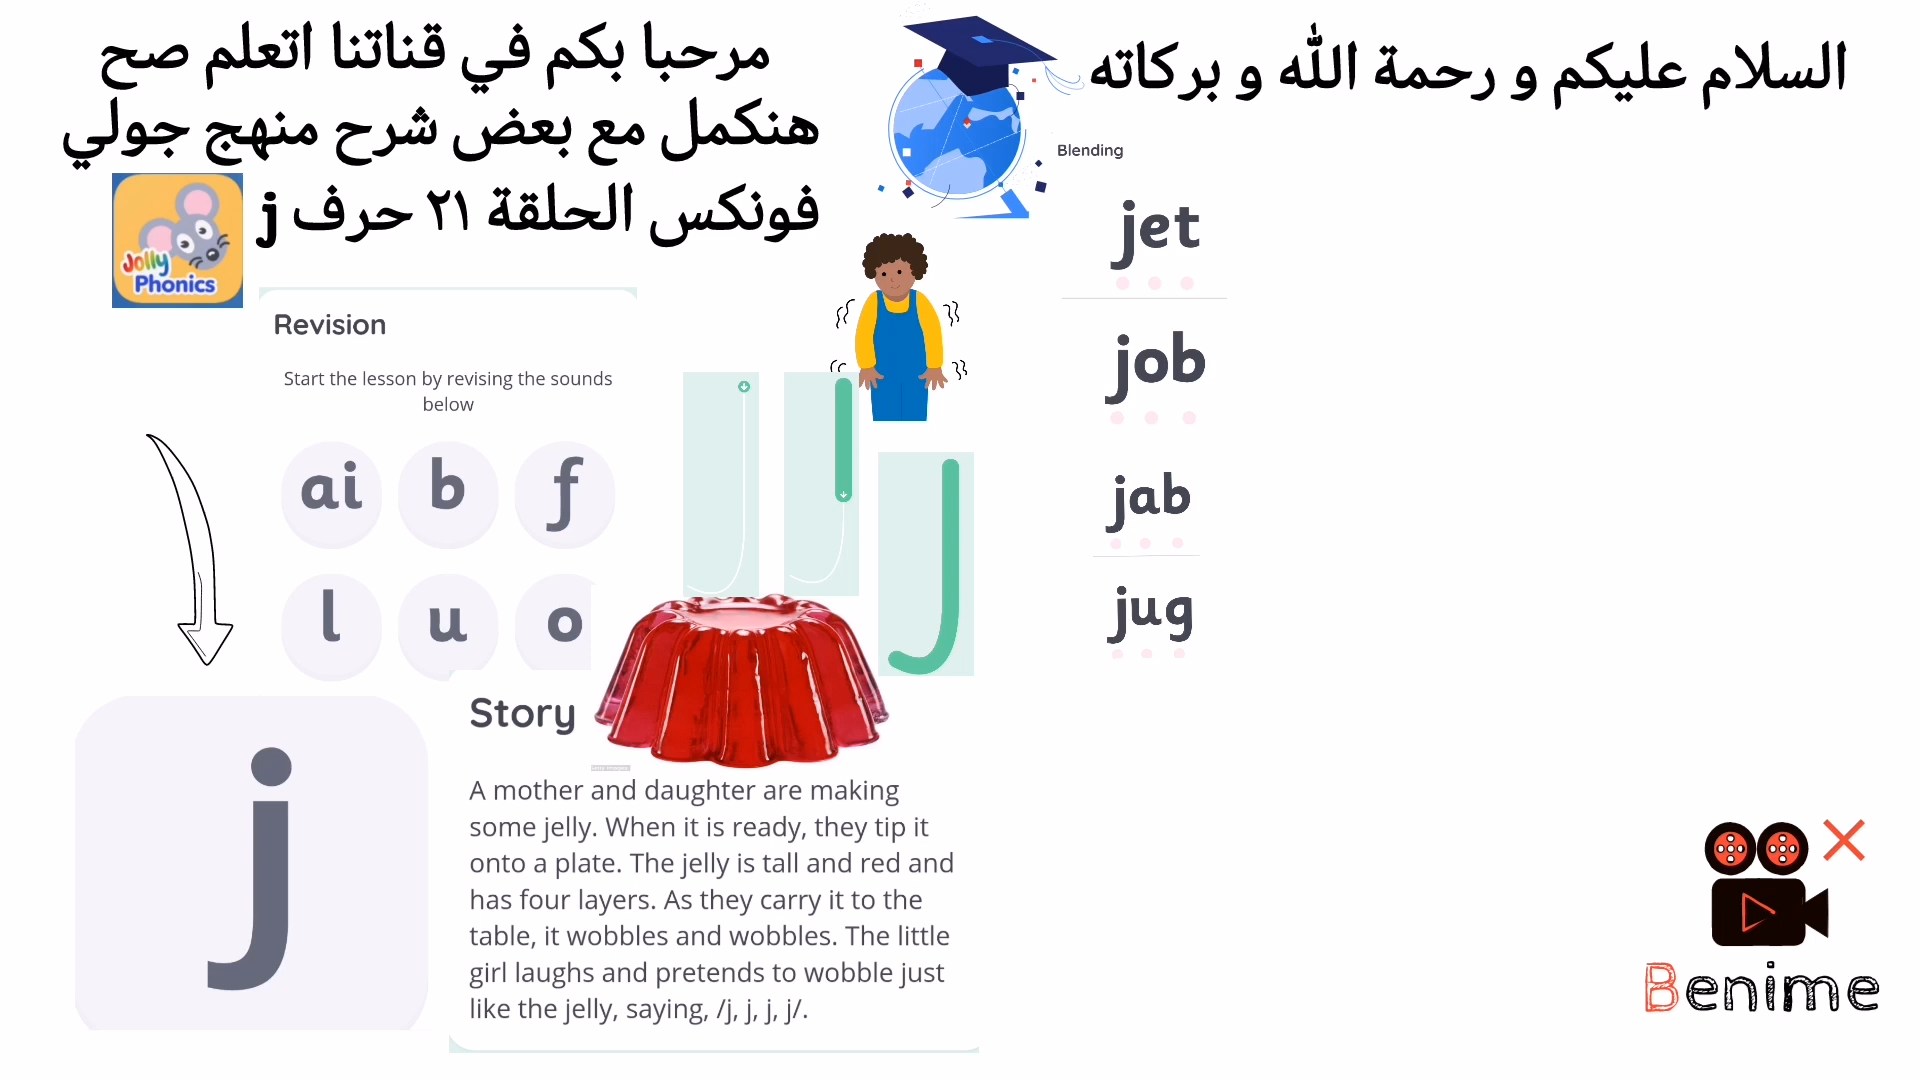 السلام عليكم و رحمة الله و بركاته
مرحبا بكم في قناتنا اتعلم صح
هنكمل مع بعض شرح منهج جولي
فونكس الحلقة ٢١ حرف j
Jolly
Phonics
Revision
Start the lesson by revising the sounds
below
ai b f
l u o
j
Story
A mother and daughter are making
some jelly. When it is ready, they tip it
onto a plate. The jelly is tall and red and
has four layers. As they carry it to the
table, it wobbles and wobbles. The little
girl laughs and pretends to wobble just
like the jelly, saying, /j, j, j, j/.
Blending
jet
job
jab
jug
Benime